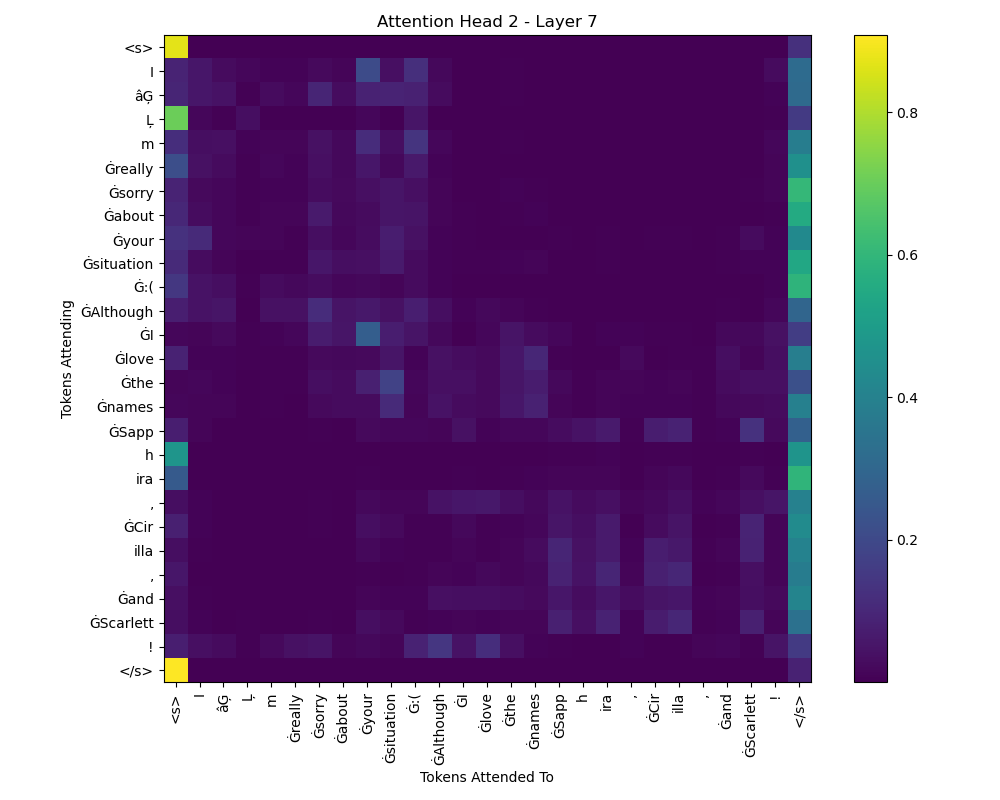 Attention Head 2 - Layer 7
Tokens Attending
<s>
I
âĢ
Ļ
m
Ġreally
Ġsorry
Ġabout
Ġyour
Ġsituation
Ġ:(
ĠAlthough
ĠI
Ġlove
Ġthe
Ġnames
ĠSapp
h
ira
,
ĠCir
illa
,
Ġand
ĠScarlett
!
</s>
<s>
I
âĢ
Ļ
m
Ġreally
Ġsorry
Ġabout
Ġyour
Ġsituation
Ġ:(
ĠAlthough
ĠI
Ġlove
Ġthe
Ġnames
ĠSapp
h
ira
,
ĠCir
illa
,
Ġand
ĠScarlett
!
</s>
Tokens Attended To
0.8
0.6
0.4
0.2